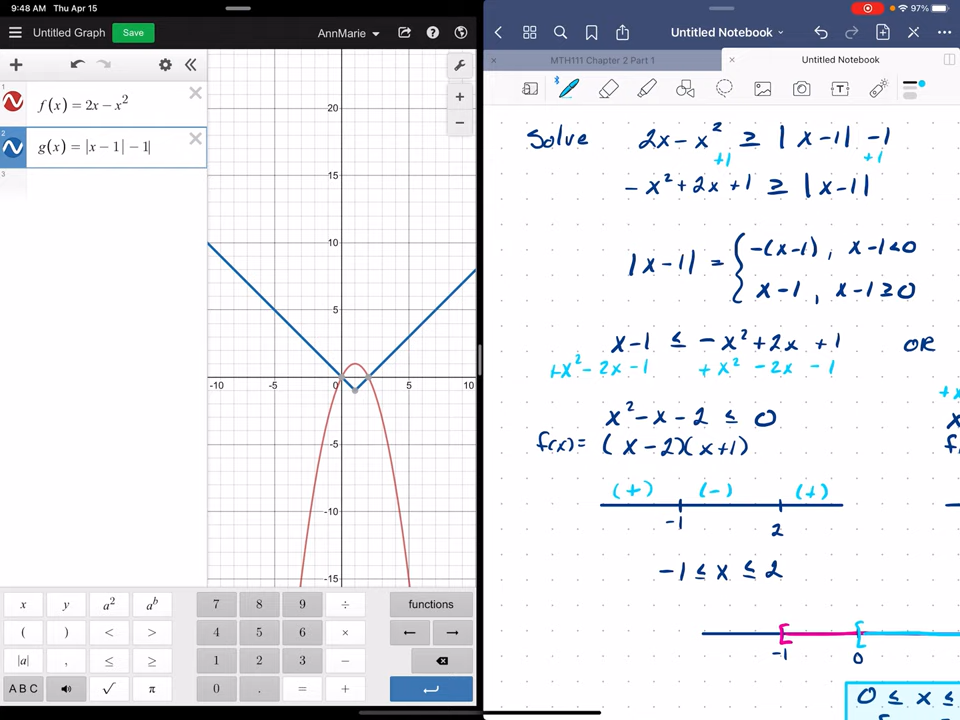 9:48 AM Thu Apr 15
97%
Untitled Graph
Save
AnnMarie
Untitled Notebook
MTH111 Chapter 2 Part 1
Untitled Notebook
1
f(x) = 2x − x²
2
g(x) = |x − 1| − 1
3
20
15
10
5
-10
-5
0
5
10
-5
-10
-15
x
y
a²
aᵇ
7
8
9
÷
functions
(
)
<
>
4
5
6
×
|a|
,
≤
≥
1
2
3
−
A B C
√
π
0
.
=
+
Solve 2x − x² ≥ |x−1| −1
+1 +1
− x² + 2x + 1 ≥ |x−1|
|x−1| = { −(x−1), x−1<0
x−1, x−1≥0
x−1 ≤ − x² + 2x + 1 OR
+x² − 2x − 1 + x² − 2x − 1
+x
x² − x − 2 ≤ 0
x
f(x) = (x−2)(x+1)
f
(+) (−) (+)
−1 2
−1 ≤ x ≤ 2
[ [
−1 0
0 ≤ x ≤